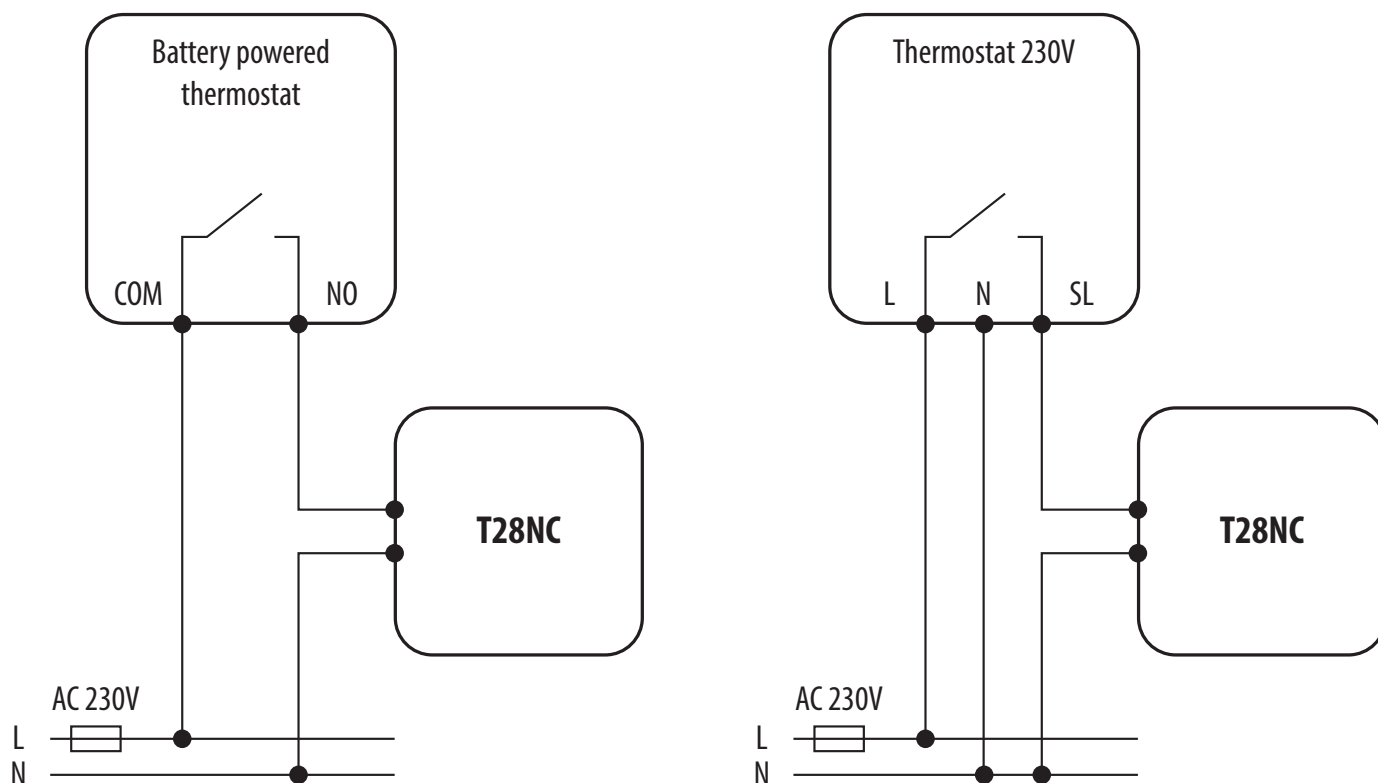 Battery powered
thermostat
COM
NO
T28NC
AC 230V
L
N
Thermostat 230V
L
N
SL
T28NC
AC 230V
L
N